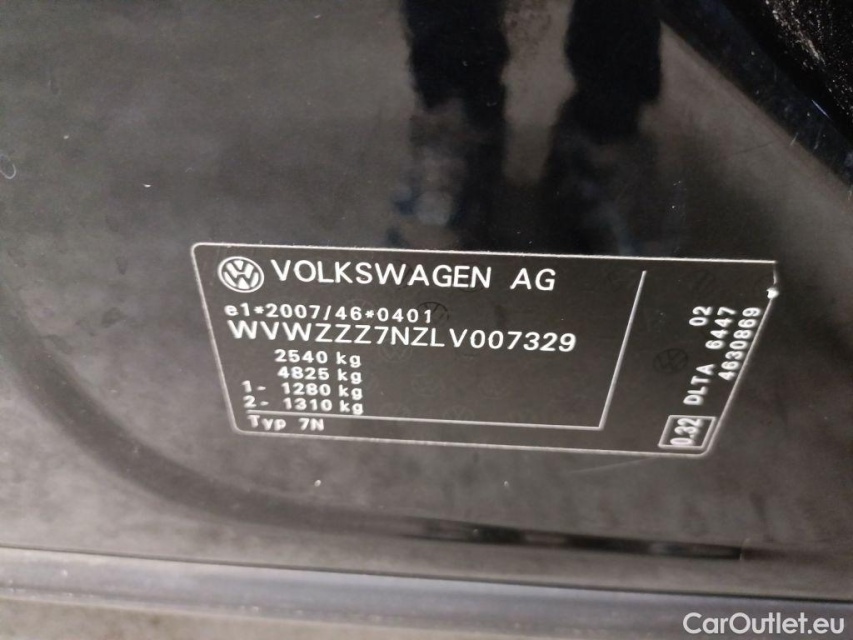 VOLKSWAGEN AG
e1*2007/46*0401
WVWZZZ7NZLV007329
2540 kg
4825 kg
1- 1280 kg
2- 1310 kg
Typ 7N
02
DLTA 6447
4630869
0.32
CarOutlet.eu